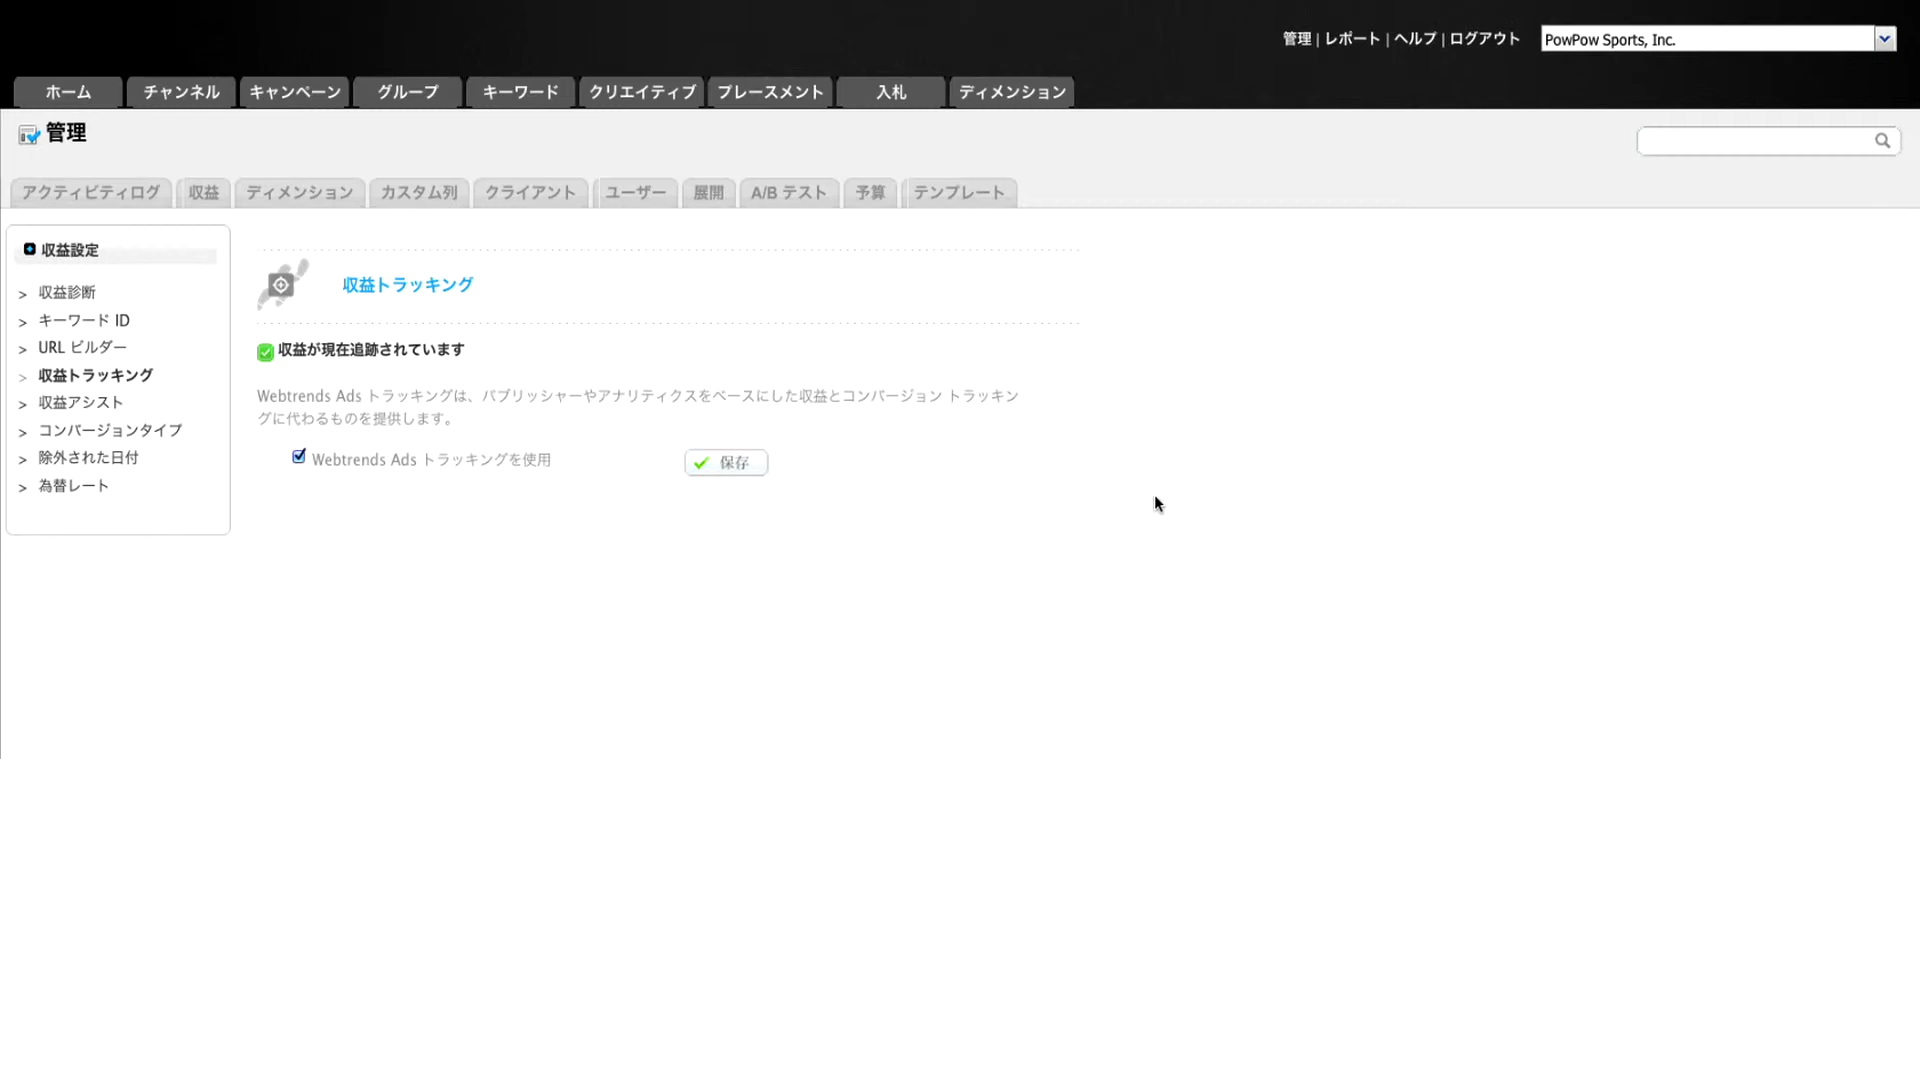 管理 | レポート | ヘルプ | ログアウト PowPow Sports, Inc.
ホーム チャンネル キャンペーン グループ キーワード クリエイティブ プレースメント 入札 ディメンション
管理
アクティビティログ 収益 ディメンション カスタム列 クライアント ユーザー 展開 A/B テスト 予算 テンプレート
収益設定
> 収益診断
> キーワード ID
> URL ビルダー
> 収益トラッキング
> 収益アシスト
> コンバージョンタイプ
> 除外された日付
> 為替レート
収益トラッキング
収益が現在追跡されています
Webtrends Ads トラッキングは、パブリッシャーやアナリティクスをベースにした収益とコンバージョン トラッキン
グに代わるものを提供します。
Webtrends Ads トラッキングを使用 保存